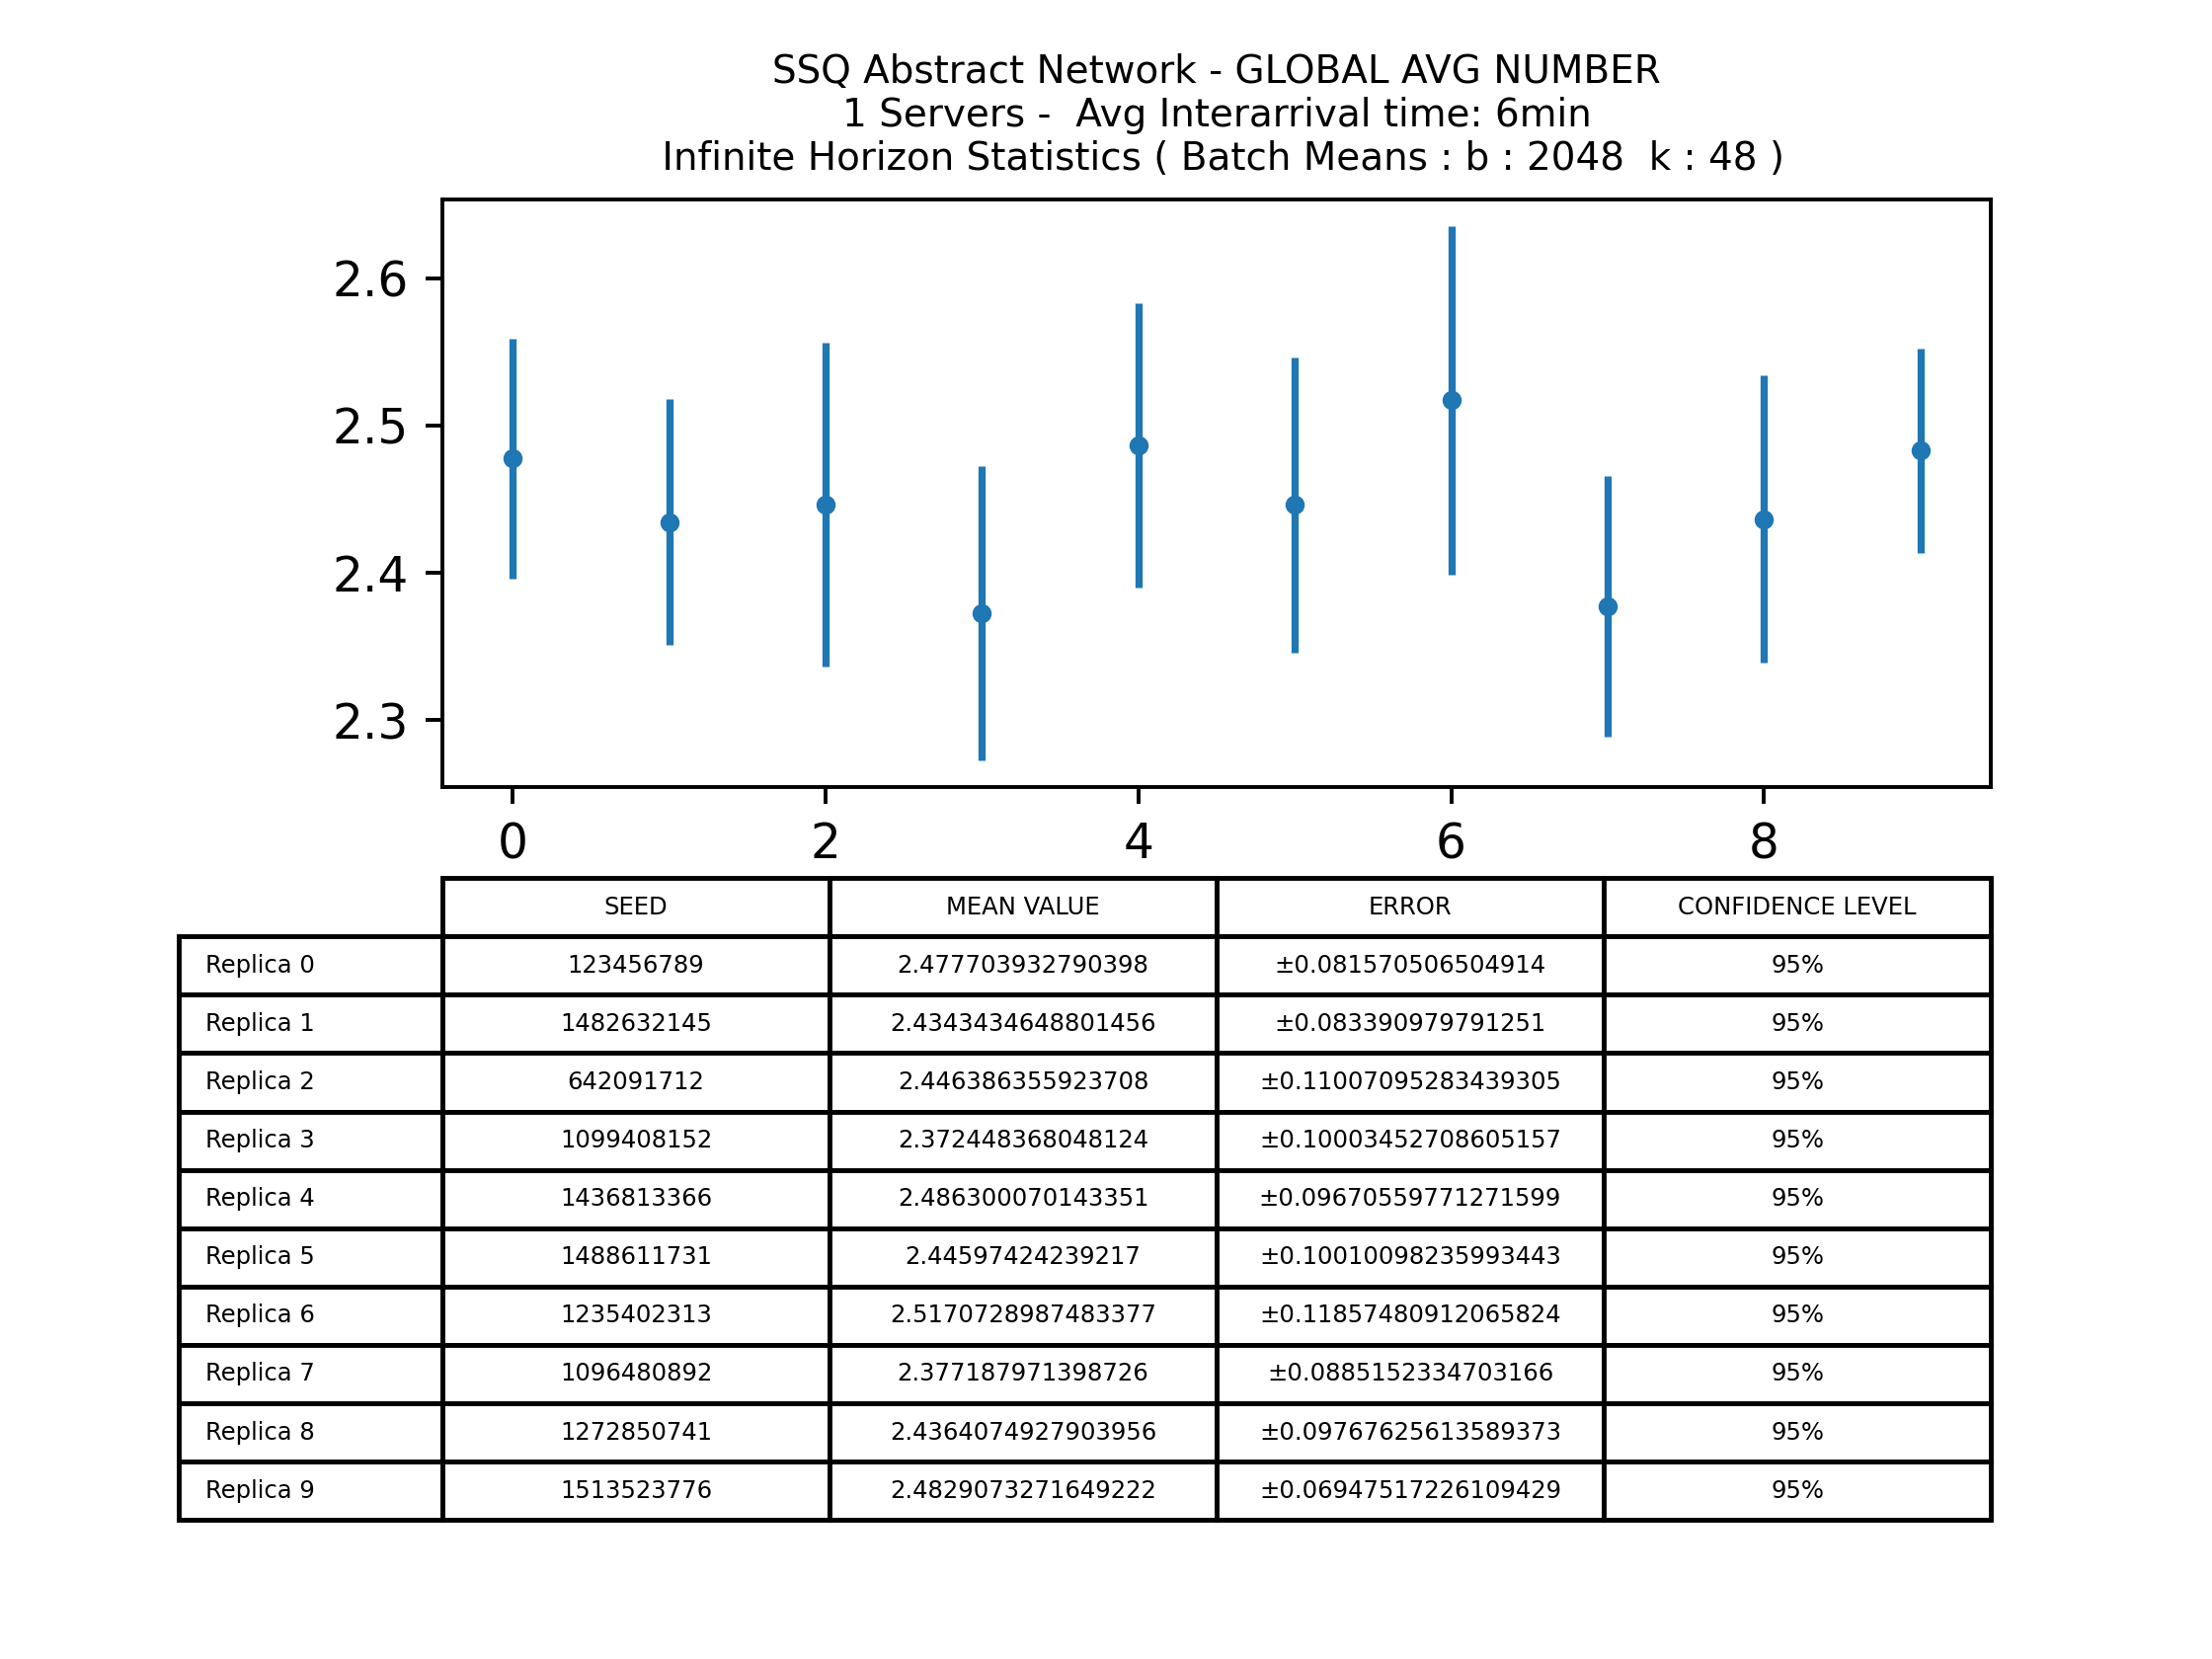 SSQ Abstract Network - GLOBAL AVG NUMBER
1 Servers -  Avg Interarrival time: 6min
Infinite Horizon Statistics ( Batch Means : b : 2048  k : 48 )
2.6
2.5
2.4
2.3
0 2 4 6 8
SEED MEAN VALUE ERROR CONFIDENCE LEVEL
Replica 0 123456789 2.477703932790398 ±0.081570506504914 95%
Replica 1 1482632145 2.4343434648801456 ±0.083390979791251 95%
Replica 2 642091712 2.446386355923708 ±0.11007095283439305 95%
Replica 3 1099408152 2.372448368048124 ±0.10003452708605157 95%
Replica 4 1436813366 2.486300070143351 ±0.09670559771271599 95%
Replica 5 1488611731 2.44597424239217 ±0.10010098235993443 95%
Replica 6 1235402313 2.5170728987483377 ±0.11857480912065824 95%
Replica 7 1096480892 2.377187971398726 ±0.0885152334703166 95%
Replica 8 1272850741 2.4364074927903956 ±0.09767625613589373 95%
Replica 9 1513523776 2.4829073271649222 ±0.06947517226109429 95%